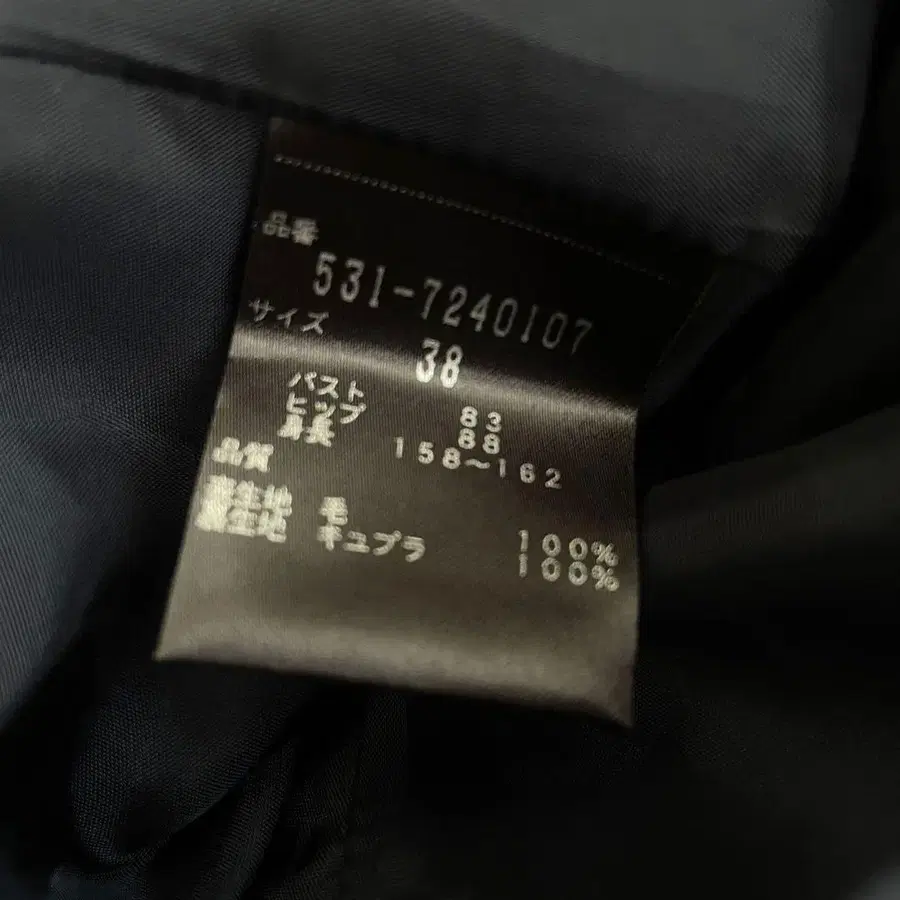 品番
531-7240107
サイズ
38
バスト 83
ヒップ 88
身長 158～162
品質
表生地 毛 100%
裏生地 キュプラ 100%